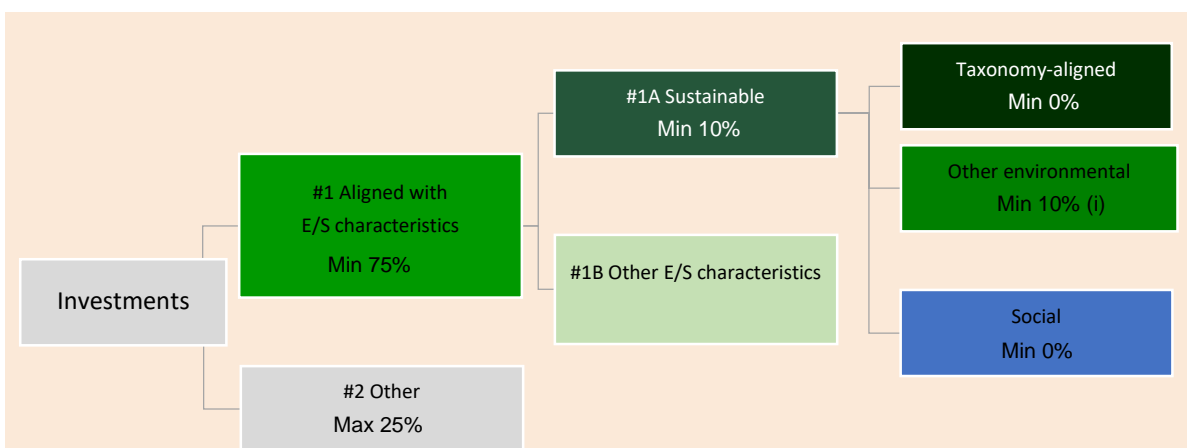 Investments
#1 Aligned with
E/S characteristics
Min 75%
#2 Other
Max 25%
#1A Sustainable
Min 10%
#1B Other E/S characteristics
Taxonomy-aligned
Min 0%
Other environmental
Min 10% (i)
Social
Min 0%